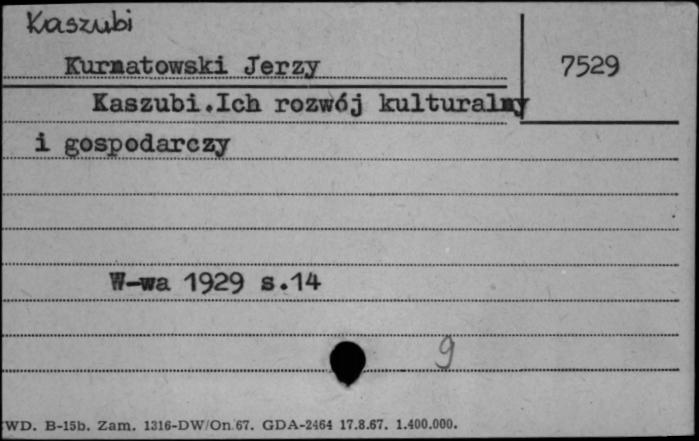 Kaszubi
Kurnatowski Jerzy
7529
Kaszubi.Ich rozwój kulturalny
i gospodarczy
W-wa 1929 s.14
9
WD. B-15b. Zam. 1316-DW/On.67. GDA-2464 17.8.67. 1.400.000.